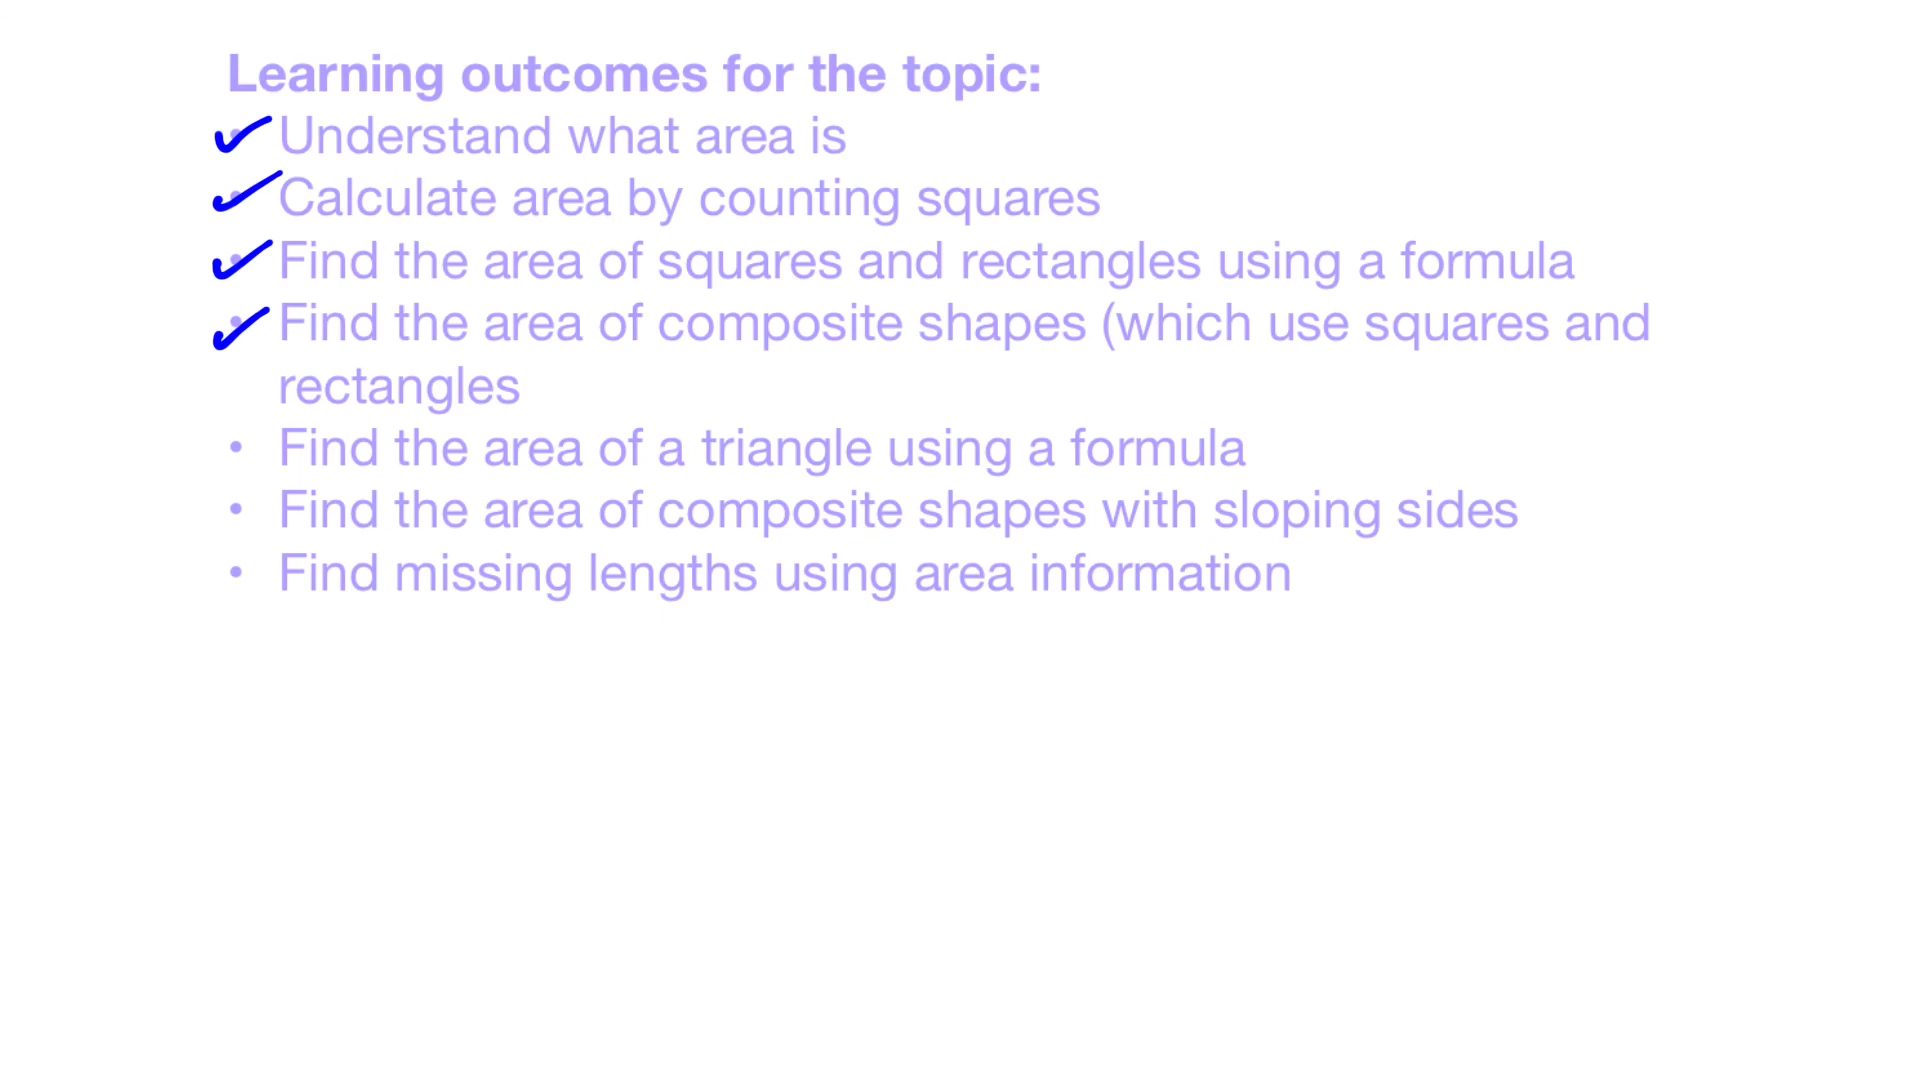 Learning outcomes for the topic:
• Understand what area is
• Calculate area by counting squares
• Find the area of squares and rectangles using a formula
• Find the area of composite shapes (which use squares and
rectangles
• Find the area of a triangle using a formula
• Find the area of composite shapes with sloping sides
• Find missing lengths using area information